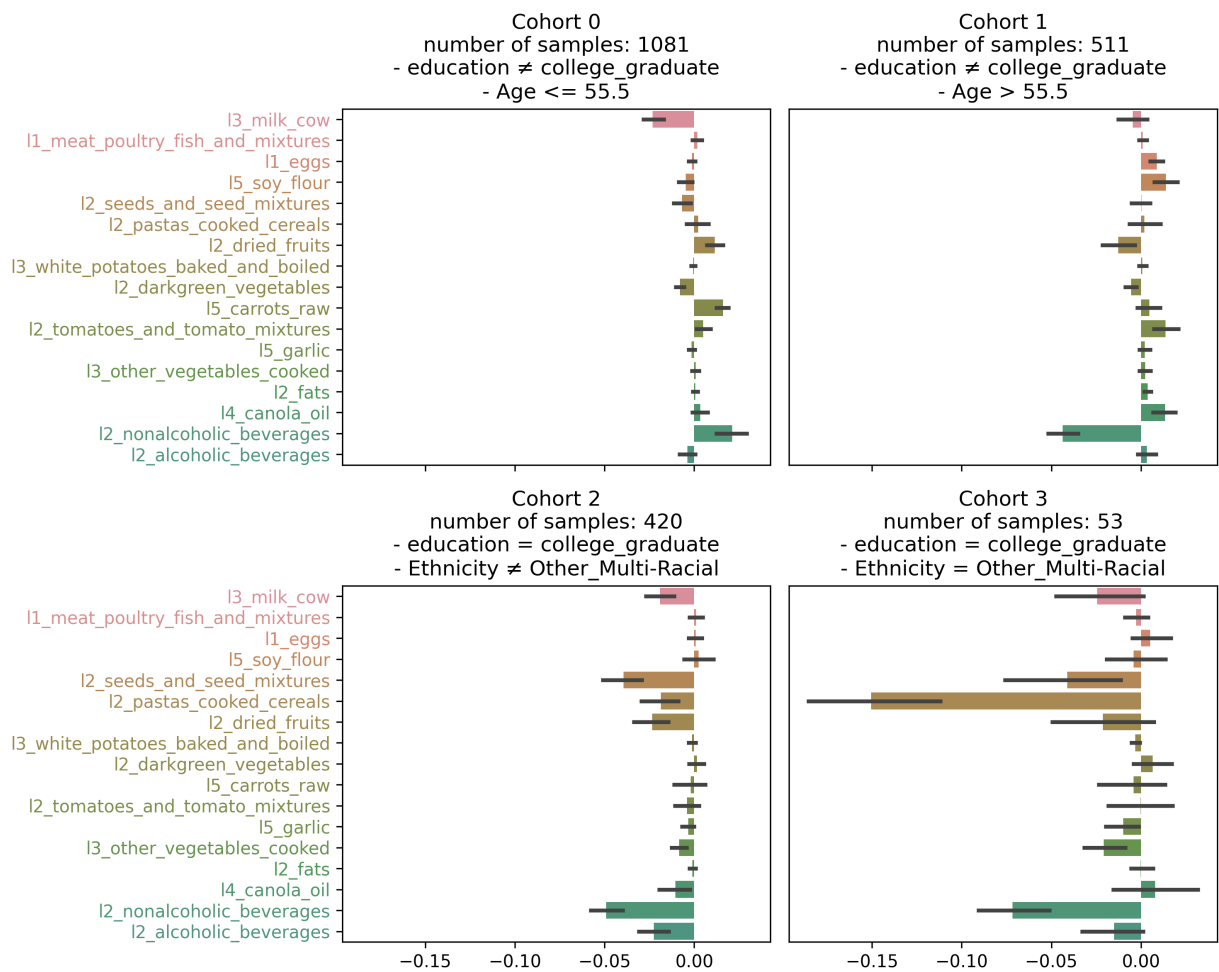 Cohort 0
number of samples: 1081
- education ≠ college_graduate
- Age <= 55.5
Cohort 1
number of samples: 511
- education ≠ college_graduate
- Age > 55.5
l3_milk_cow
l1_meat_poultry_fish_and_mixtures
l1_eggs
l5_soy_flour
l2_seeds_and_seed_mixtures
l2_pastas_cooked_cereals
l2_dried_fruits
l3_white_potatoes_baked_and_boiled
l2_darkgreen_vegetables
l5_carrots_raw
l2_tomatoes_and_tomato_mixtures
l5_garlic
l3_other_vegetables_cooked
l2_fats
l4_canola_oil
l2_nonalcoholic_beverages
l2_alcoholic_beverages
Cohort 2
number of samples: 420
- education = college_graduate
- Ethnicity ≠ Other_Multi-Racial
Cohort 3
number of samples: 53
- education = college_graduate
- Ethnicity = Other_Multi-Racial
l3_milk_cow
l1_meat_poultry_fish_and_mixtures
l1_eggs
l5_soy_flour
l2_seeds_and_seed_mixtures
l2_pastas_cooked_cereals
l2_dried_fruits
l3_white_potatoes_baked_and_boiled
l2_darkgreen_vegetables
l5_carrots_raw
l2_tomatoes_and_tomato_mixtures
l5_garlic
l3_other_vegetables_cooked
l2_fats
l4_canola_oil
l2_nonalcoholic_beverages
l2_alcoholic_beverages
−0.15 −0.10 −0.05 0.00
−0.15 −0.10 −0.05 0.00